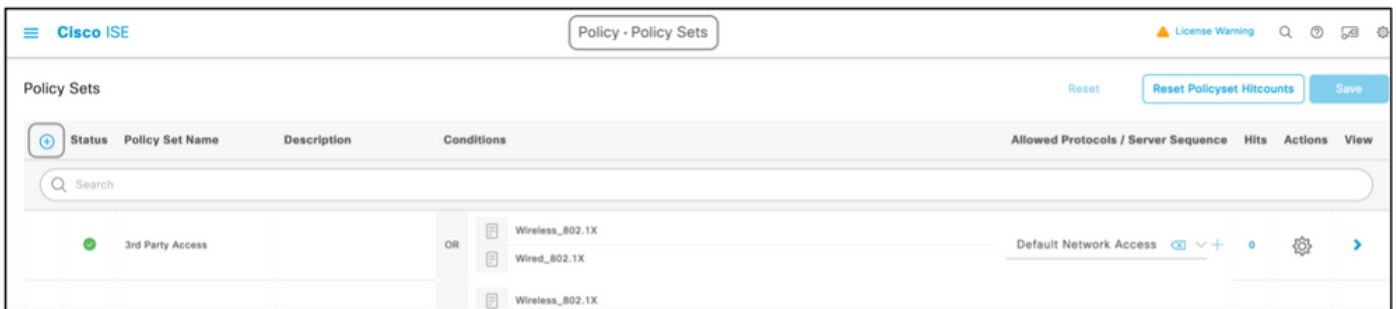 Cisco ISE Policy · Policy Sets License Warning
Policy Sets Reset Reset Policyset Hitcounts Save
Status Policy Set Name Description Conditions Allowed Protocols / Server Sequence Hits Actions View
Search
Wireless_802.1X
3rd Party Access OR Default Network Access 0
Wired_802.1X
Wireless_802.1X